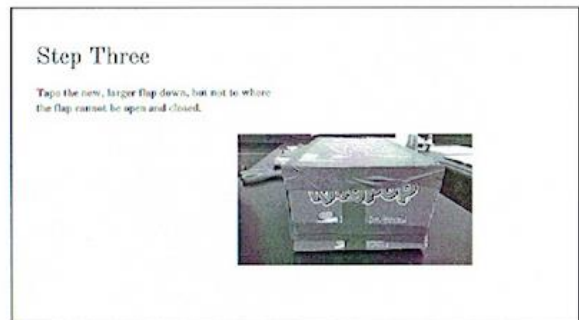 Step Three
Tape the new, larger flap down, but not to where
the flap cannot be open and closed.